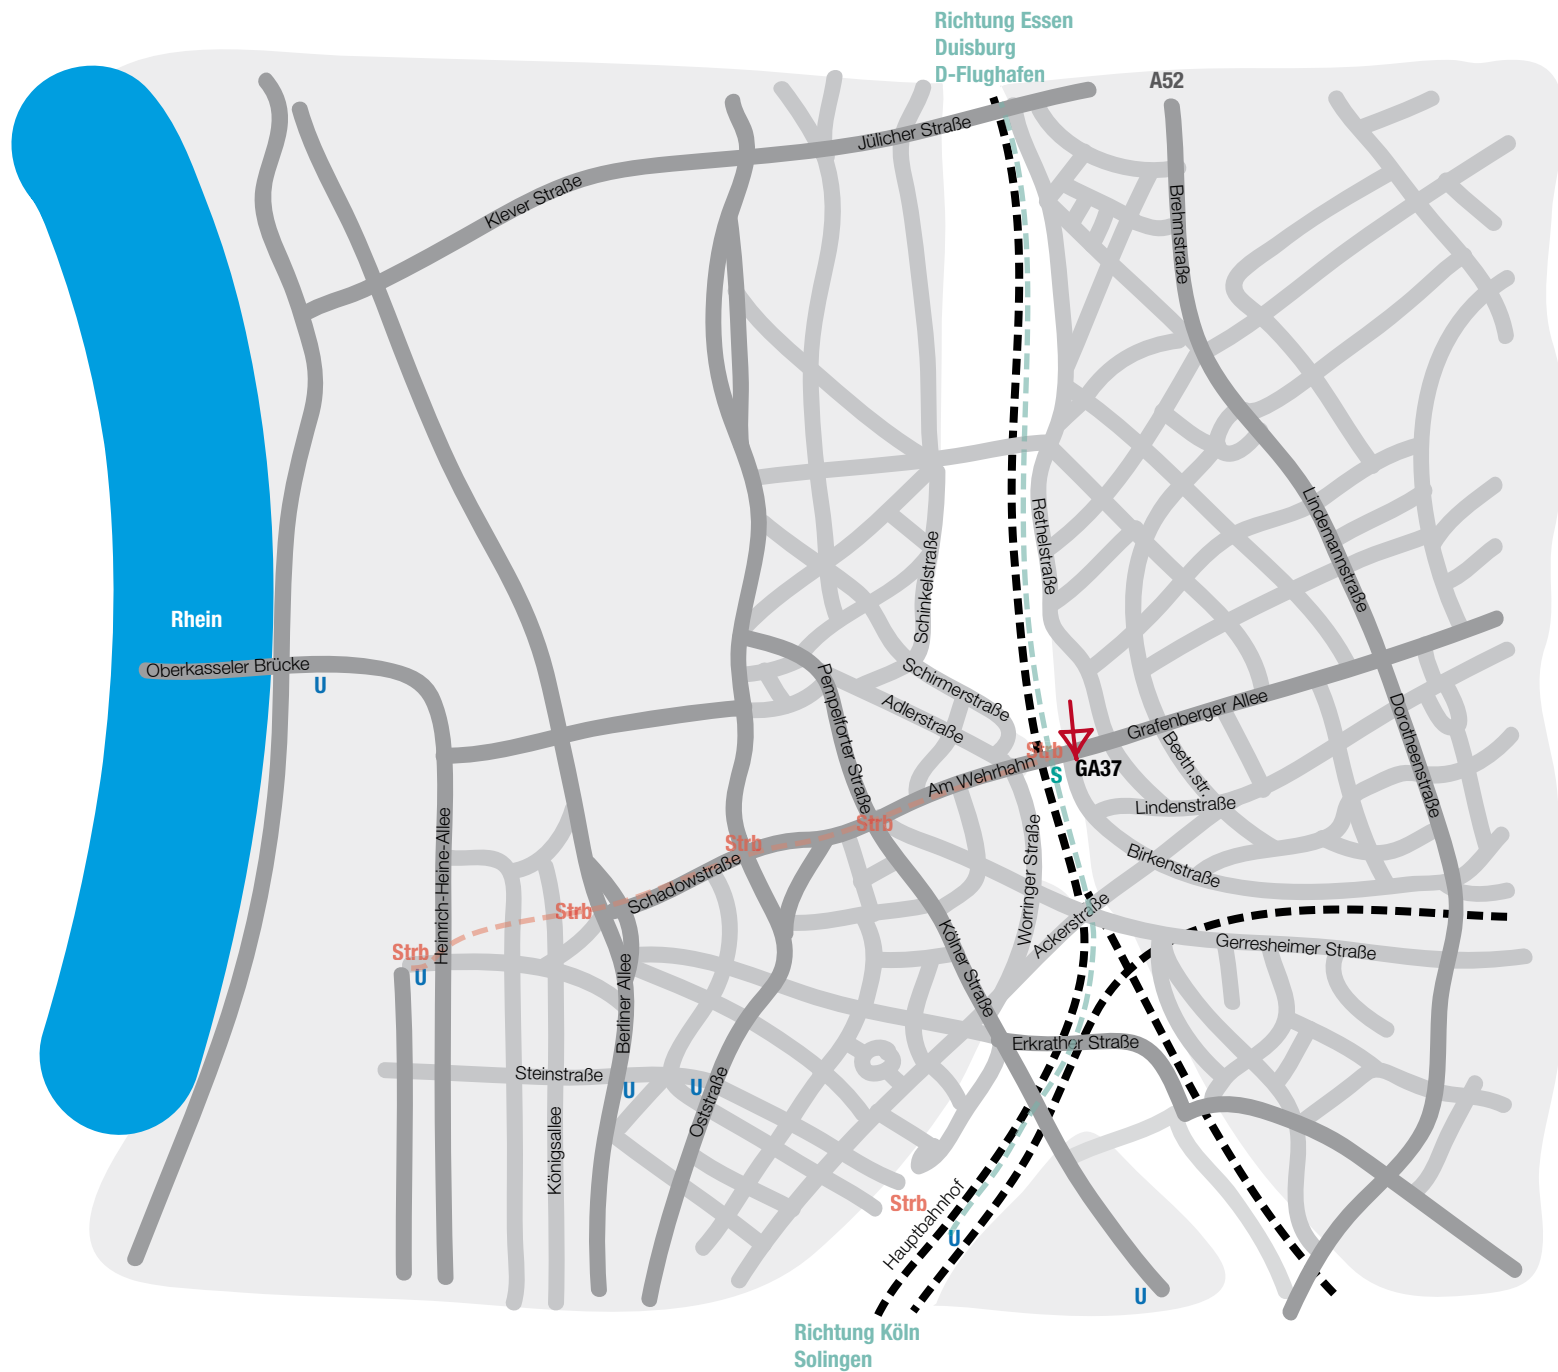 Richtung Essen
Duisburg
D-Flughafen
A52
Jülicher Straße
Klever Straße
Brehmstraße
Lindemannstraße
Rethelstraße
Schinkelstraße
Rhein
Oberkasseler Brücke
U
Schirmerstraße
Adlerstraße
Pempelforter Straße
Grafenberger Allee
Dorotheenstraße
Beeth.str.
Strb
S
GA37
Am Wehrhahn
Lindenstraße
Strb
Strb
Schadowstraße
Heinrich-Heine-Allee
Worringer Straße
Birkenstraße
Strb
Ackerstraße
Strb
U
Kölner Straße
Gerresheimer Straße
Berliner Allee
Erkrather Straße
Steinstraße
U
U
Oststraße
Königsallee
Strb
Hauptbahnhof
U
U
Richtung Köln
Solingen